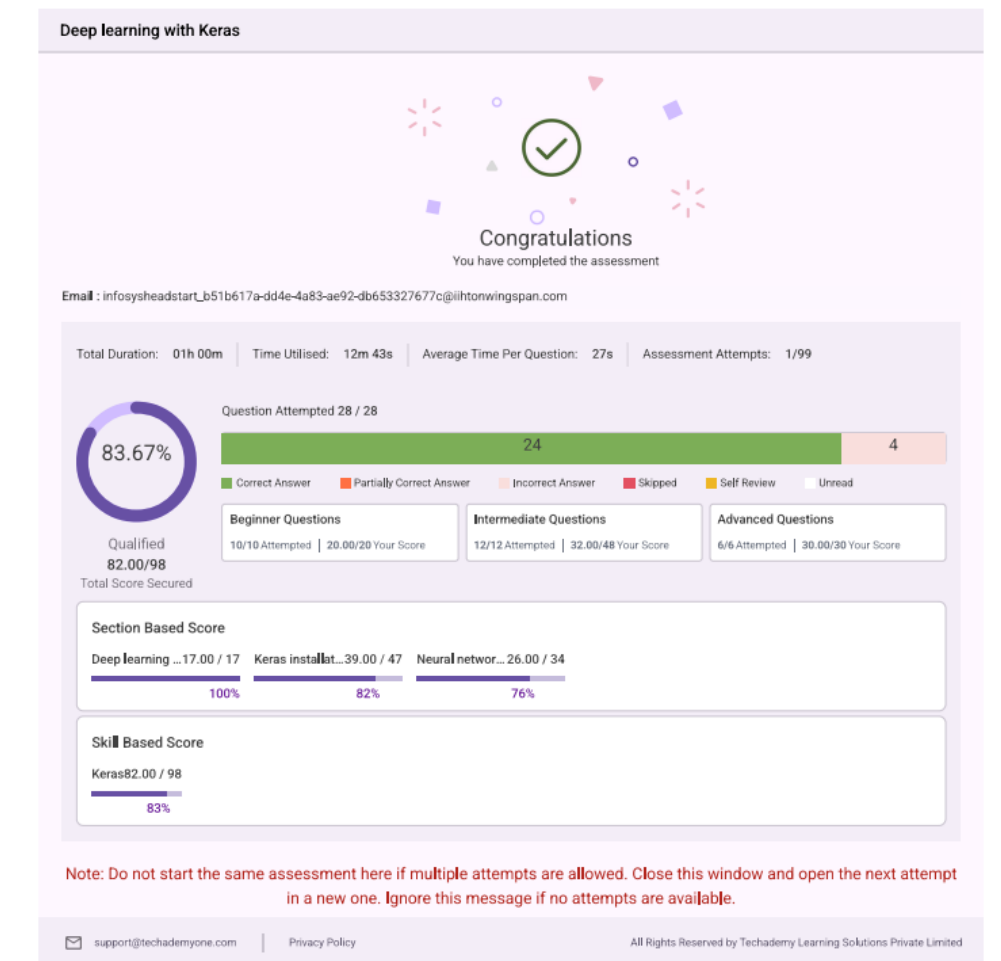 Deep learning with Keras
Congratulations
You have completed the assessment
Email : infosysheadstart_b51b617a-dd4e-4a83-ae92-db653327677c@iihtonwingspan.com
Total Duration: 01h 00m Time Utilised: 12m 43s Average Time Per Question: 27s Assessment Attempts: 1/99
83.67%
Qualified
82.00/98
Total Score Secured
Question Attempted 28 / 28
24 4
Correct Answer Partially Correct Answer Incorrect Answer Skipped Self Review Unread
Beginner Questions
10/10 Attempted | 20.00/20 Your Score
Intermediate Questions
12/12 Attempted | 32.00/48 Your Score
Advanced Questions
6/6 Attempted | 30.00/30 Your Score
Section Based Score
Deep learning ...17.00 / 17 Keras installat...39.00 / 47 Neural networ... 26.00 / 34
100% 82% 76%
Skill Based Score
Keras82.00 / 98
83%
Note: Do not start the same assessment here if multiple attempts are allowed. Close this window and open the next attempt
in a new one. Ignore this message if no attempts are available.
support@techademyone.com | Privacy Policy All Rights Reserved by Techademy Learning Solutions Private Limited